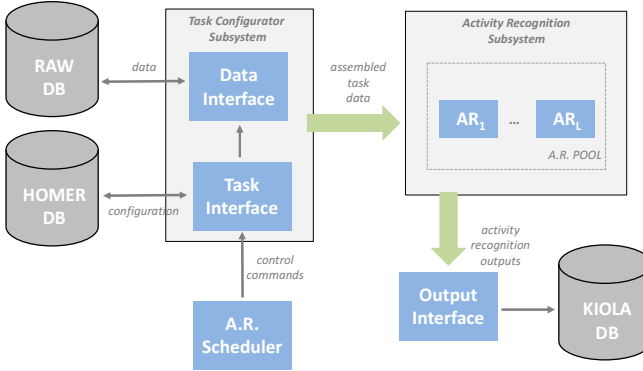 Task Configurator
Subsystem
Activity Recognition
Subsystem
RAW
DB
data
Data
Interface
assembled
task
data
AR1
...
ARL
A.R. POOL
HOMER
DB
configuration
Task
Interface
control
commands
activity
recognition
outputs
A.R.
Scheduler
Output
Interface
KIOLA
DB